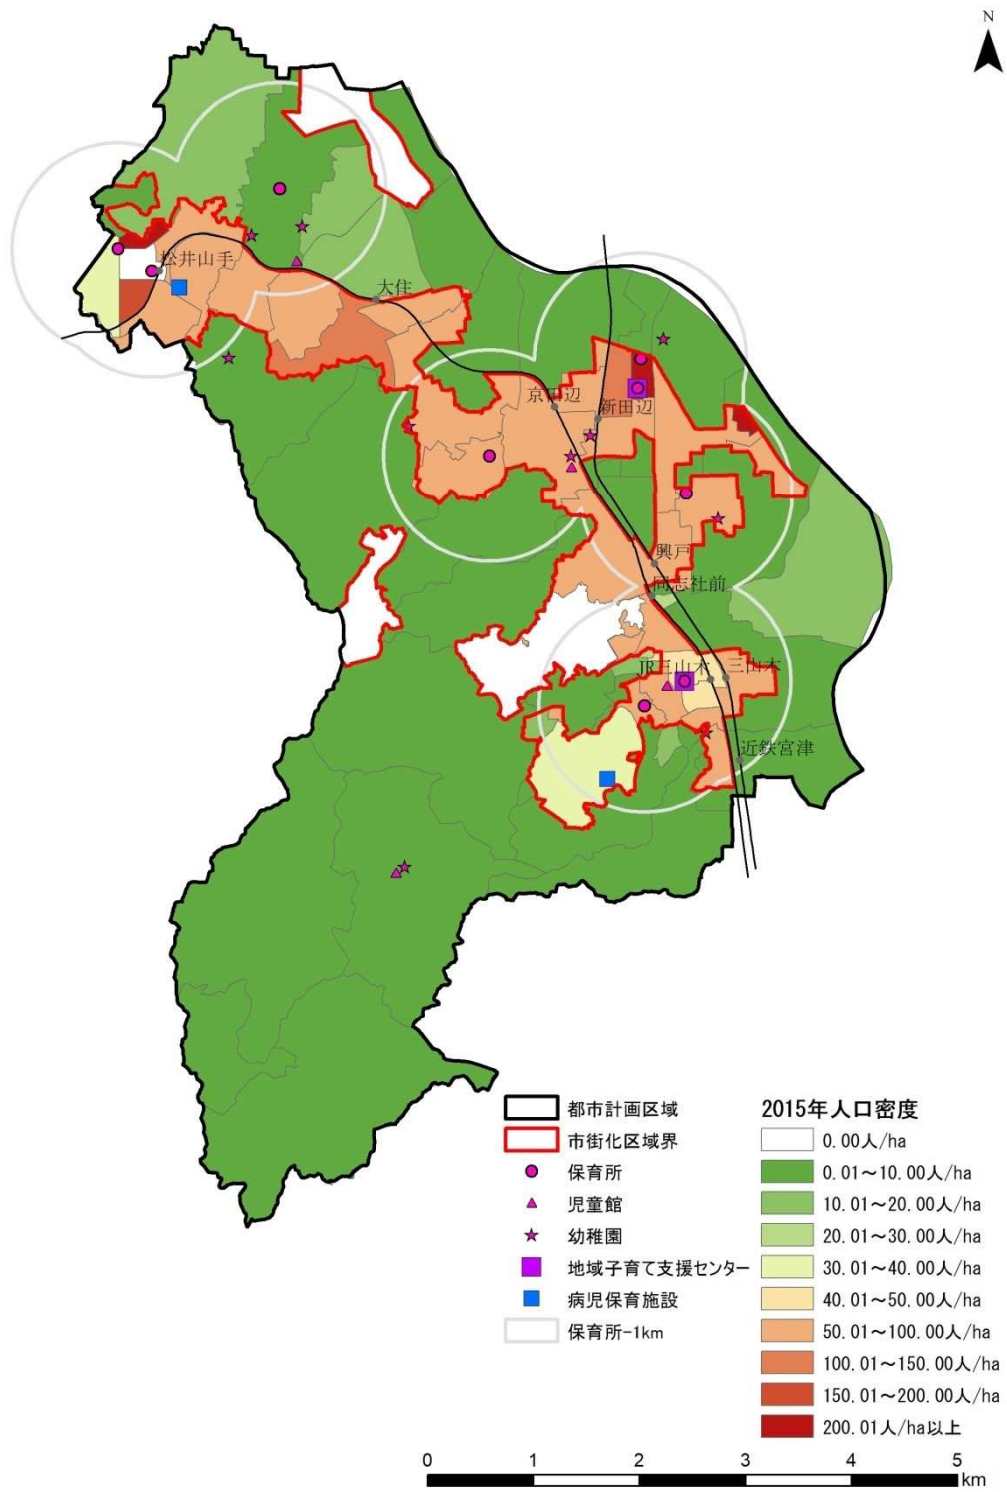 N
松井山手
大住
京田辺
新田辺
興戸
同志社前
JR三山木
三山木
近鉄宮津
都市計画区域
市街化区域界
保育所
児童館
幼稚園
地域子育て支援センター
病児保育施設
保育所-1km
2015年人口密度
0.00人/ha
0.01～10.00人/ha
10.01～20.00人/ha
20.01～30.00人/ha
30.01～40.00人/ha
40.01～50.00人/ha
50.01～100.00人/ha
100.01～150.00人/ha
150.01～200.00人/ha
200.01人/ha以上
0 1 2 3 4 5
km